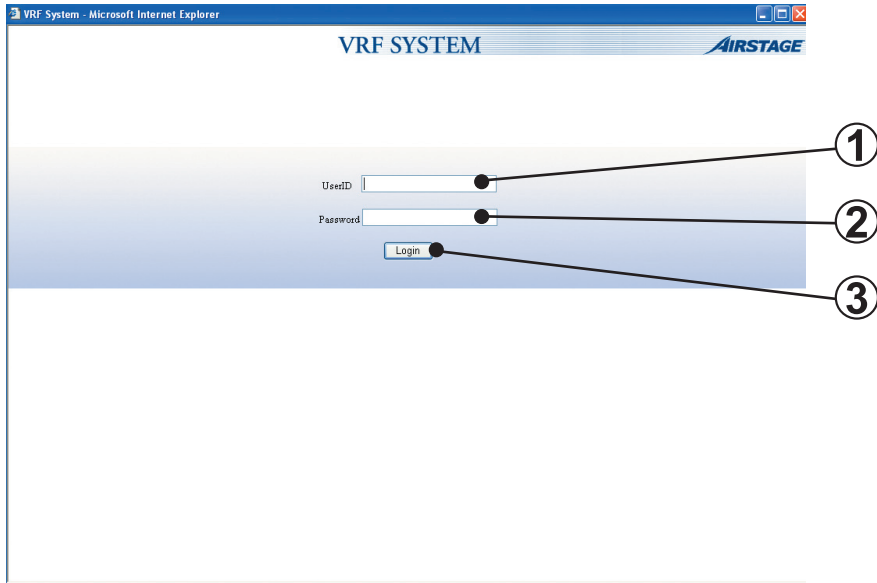 VRF System - Microsoft Internet Explorer
VRF SYSTEM
AIRSTAGE
1
UserID
Password
2
Login
3